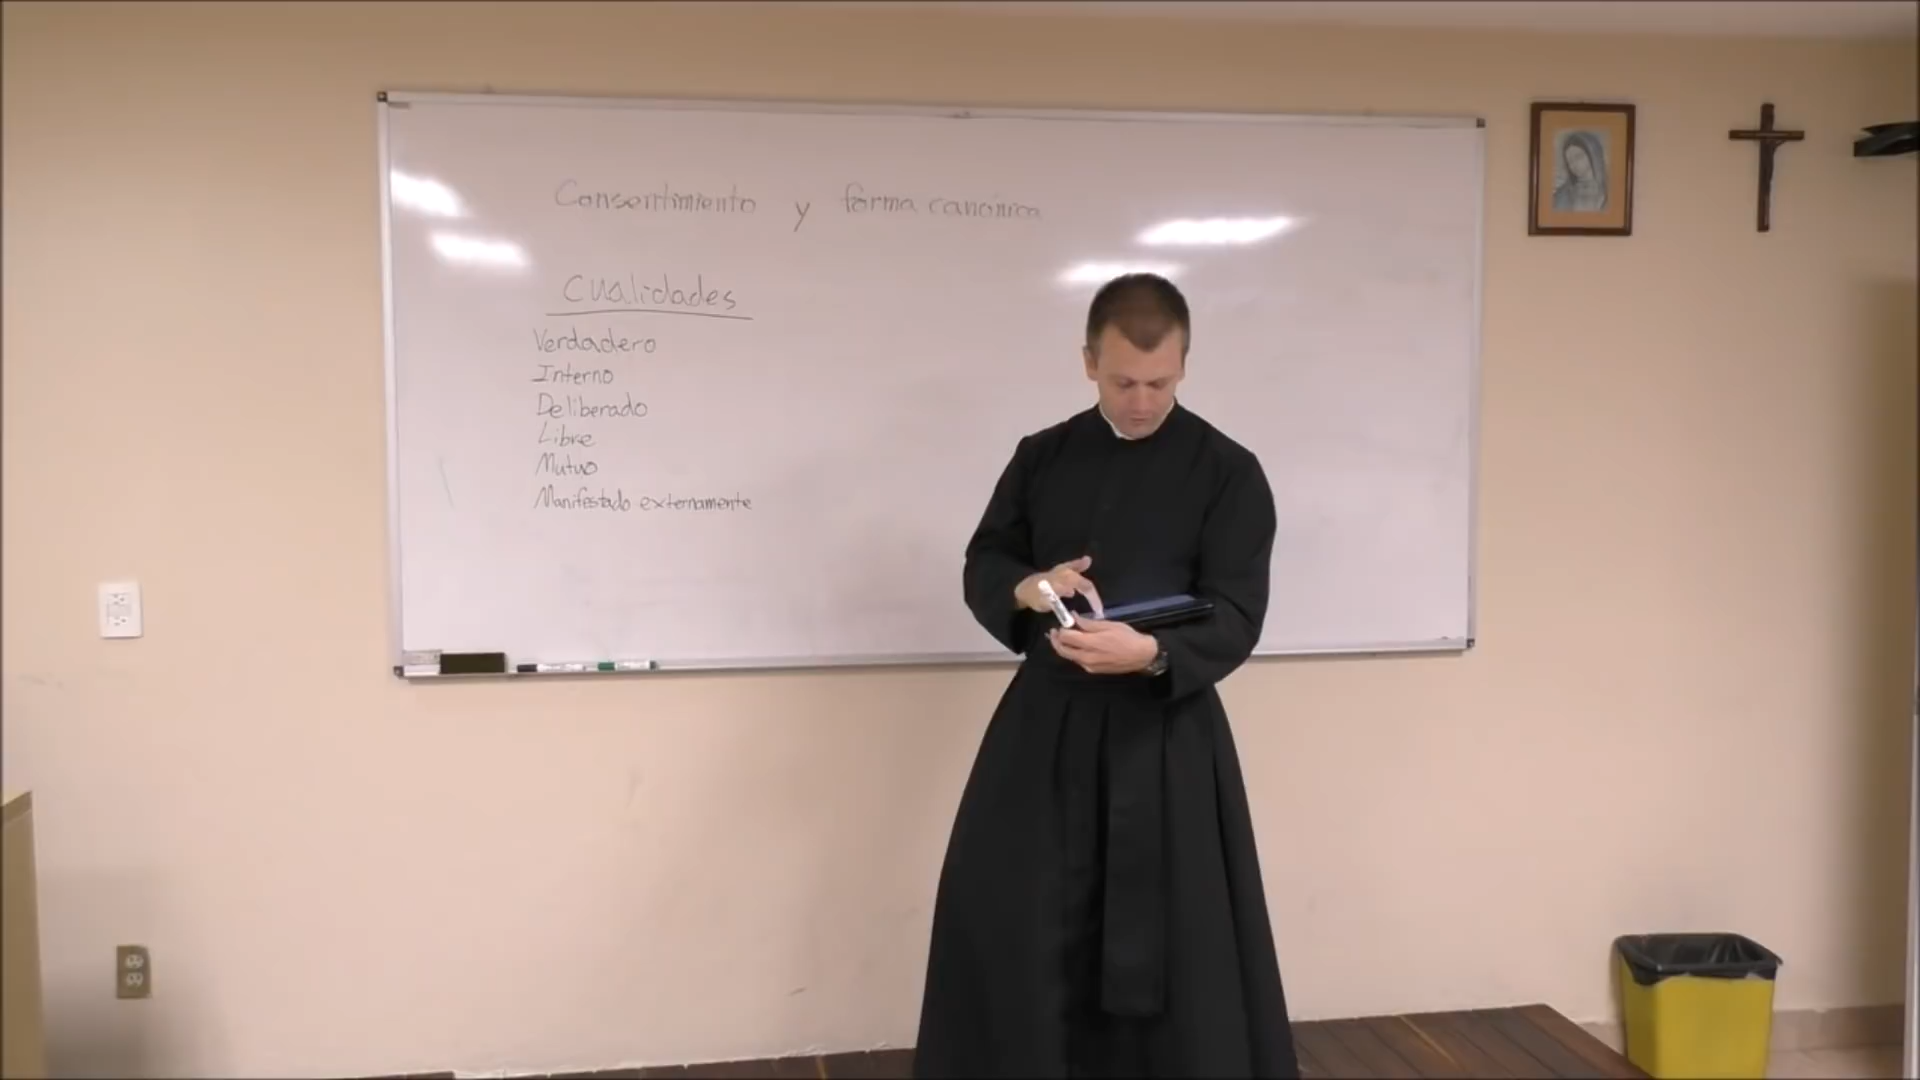 Consentimiento y forma canónica
Cualidades
Verdadero
Interno
Deliberado
Libre
Mutuo
Manifestado externamente